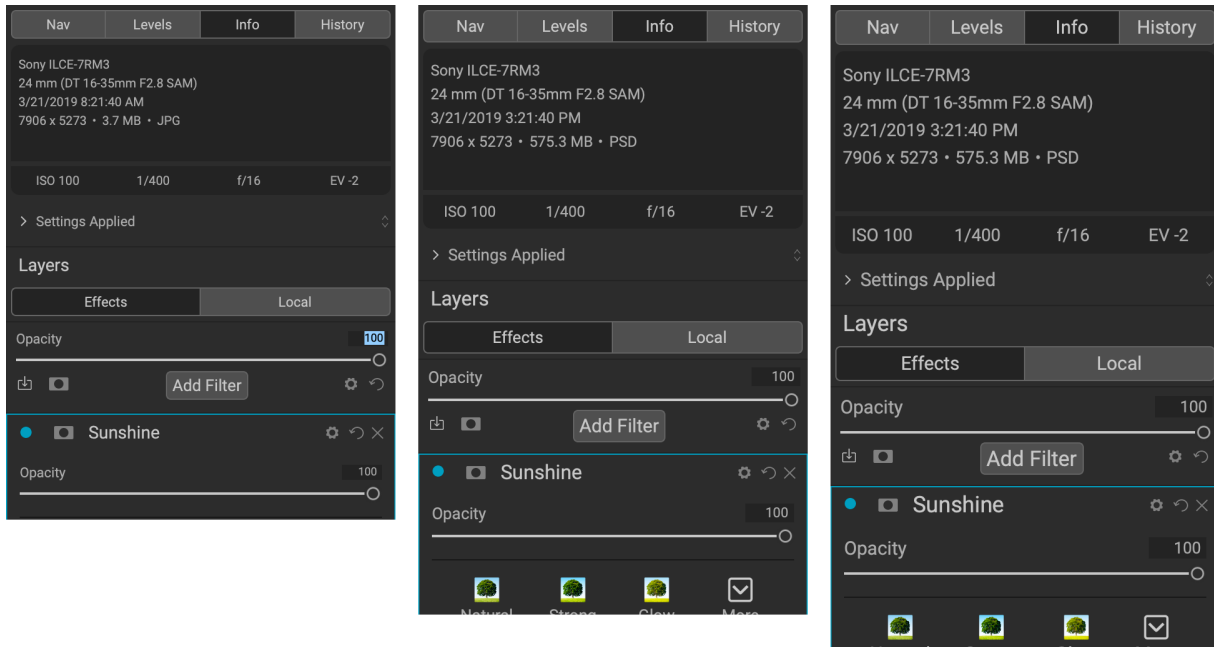 Nav Levels Info History
Sony ILCE-7RM3
24 mm (DT 16-35mm F2.8 SAM)
3/21/2019 8:21:40 AM
7906 x 5273 • 3.7 MB • JPG
ISO 100 1/400 f/16 EV -2
> Settings Applied
Layers
Effects Local
Opacity 100
Add Filter
Sunshine
Opacity 100
Nav Levels Info History
Sony ILCE-7RM3
24 mm (DT 16-35mm F2.8 SAM)
3/21/2019 3:21:40 PM
7906 x 5273 • 575.3 MB • PSD
ISO 100 1/400 f/16 EV -2
> Settings Applied
Layers
Effects Local
Opacity 100
Add Filter
Sunshine
Opacity 100
Natural Strong Glow More
Nav Levels Info History
Sony ILCE-7RM3
24 mm (DT 16-35mm F2.8 SAM)
3/21/2019 3:21:40 PM
7906 x 5273 • 575.3 MB • PSD
ISO 100 1/400 f/16 EV -2
> Settings Applied
Layers
Effects Local
Opacity 100
Add Filter
Sunshine
Opacity 100